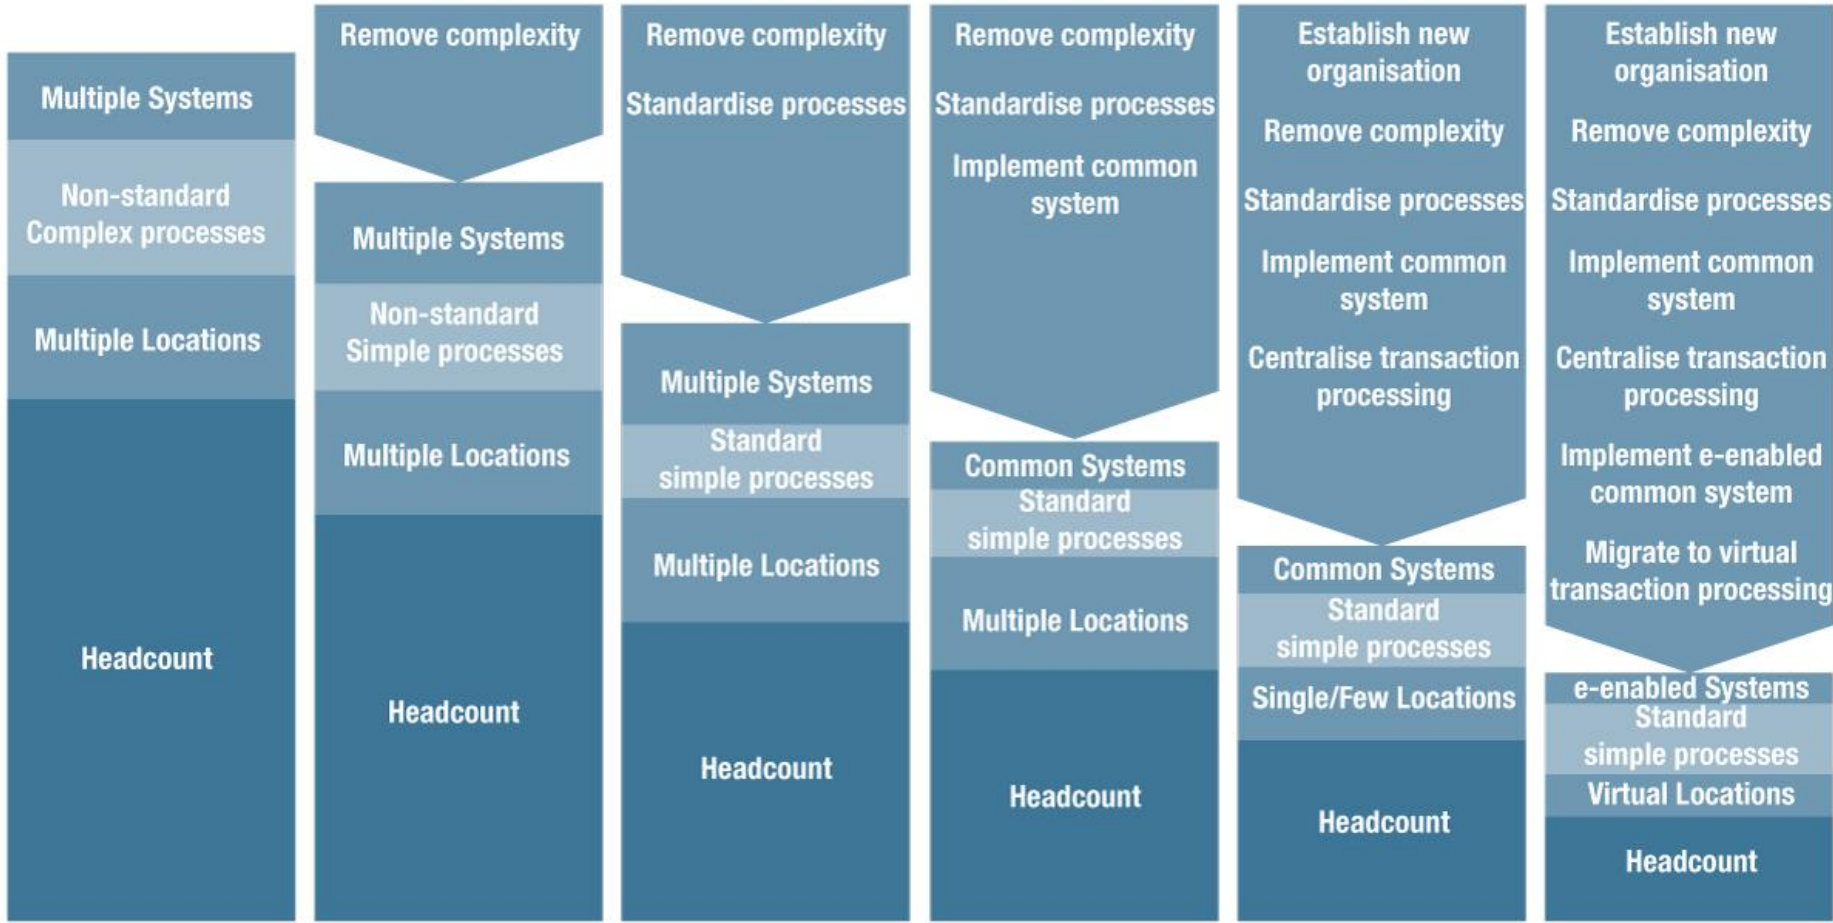 Multiple Systems
Non-standard
Complex processes
Multiple Locations
Headcount
Remove complexity
Multiple Systems
Non-standard
Simple processes
Multiple Locations
Headcount
Remove complexity
Standardise processes
Multiple Systems
Standard
simple processes
Multiple Locations
Headcount
Remove complexity
Standardise processes
Implement common
system
Common Systems
Standard
simple processes
Multiple Locations
Headcount
Establish new
organisation
Remove complexity
Standardise processes
Implement common
system
Centralise transaction
processing
Common Systems
Standard
simple processes
Single/Few Locations
Headcount
Establish new
organisation
Remove complexity
Standardise processes
Implement common
system
Centralise transaction
processing
Implement e-enabled
common system
Migrate to virtual
transaction processing
e-enabled Systems
Standard
simple processes
Virtual Locations
Headcount